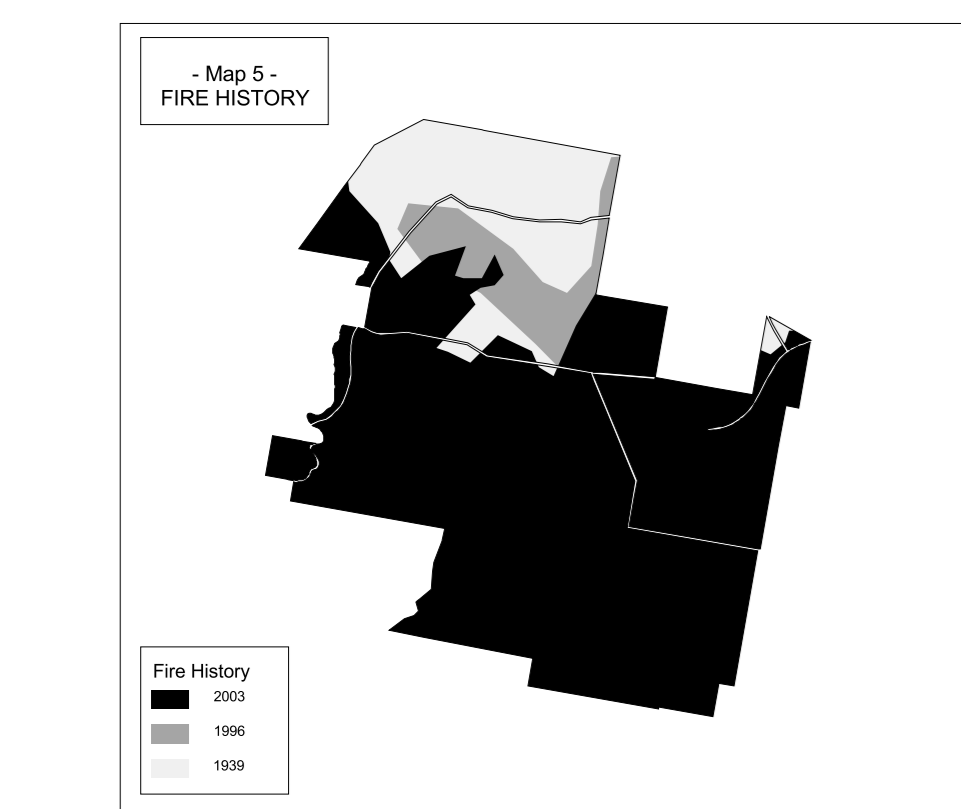 - Map 5 -
FIRE HISTORY
Fire History
2003
1996
1939